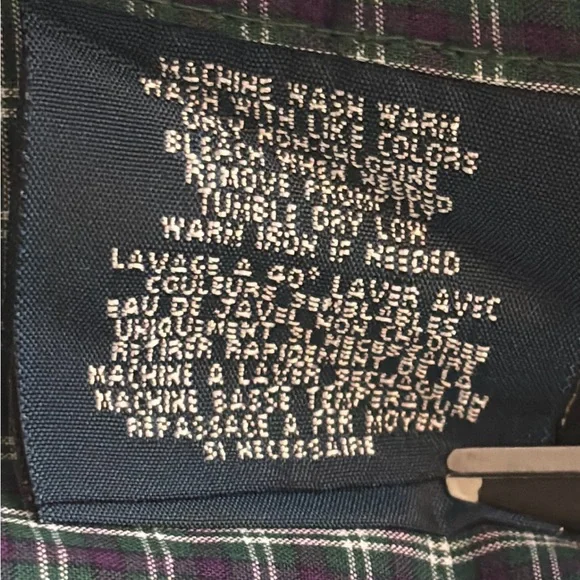 MACHINE WASH WARM
WASH WITH LIKE COLORS
ONLY NON-CHLORINE
BLEACH WHEN NEEDED
REMOVE PROMPTLY
TUMBLE DRY LOW
WARM IRON IF NEEDED
LAVAGE A 40° LAVER AVEC
COULEURS SEMBLABLES
EAU DE JAVEL NON CHLOREE
UNIQUEMENT SI NECESSAIRE
RETIRER RAPIDEMENT DE LA
MACHINE A LAVER SECHAGE EN
MACHINE BASSE TEMPERATURE
REPASSAGE A FER MOYEN
SI NECESSAIRE